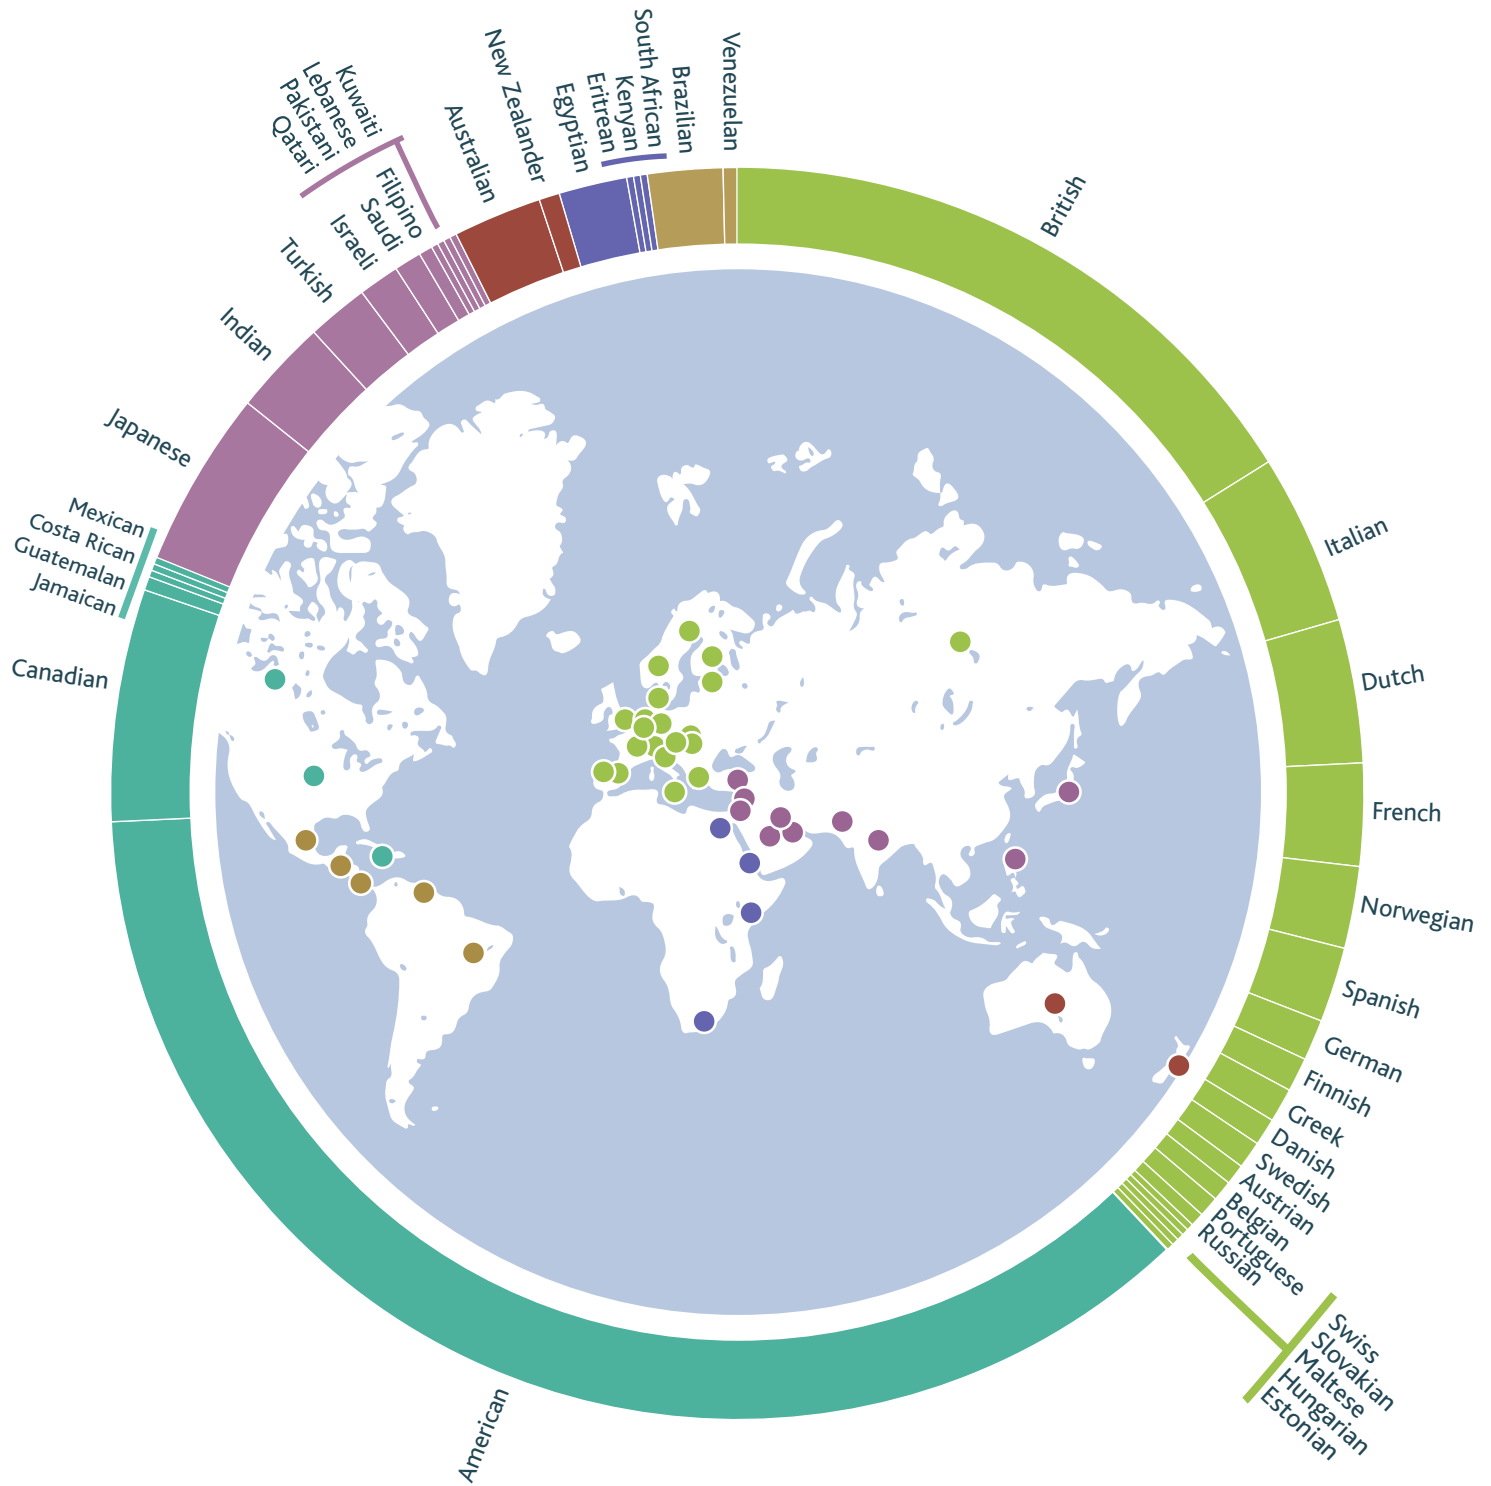 British
Italian
Dutch
French
Norwegian
Spanish
German
Finnish
Greek
Danish
Swedish
Austrian
Belgian
Portuguese
Russian
Swiss
Slovakian
Maltese
Hungarian
Estonian
American
Canadian
Jamaican
Guatemalan
Costa Rican
Mexican
Japanese
Indian
Turkish
Israeli
Saudi
Filipino
Qatari
Pakistani
Lebanese
Kuwaiti
Australian
New Zealander
Egyptian
Eritrean
Kenyan
South African
Brazilian
Venezuelan